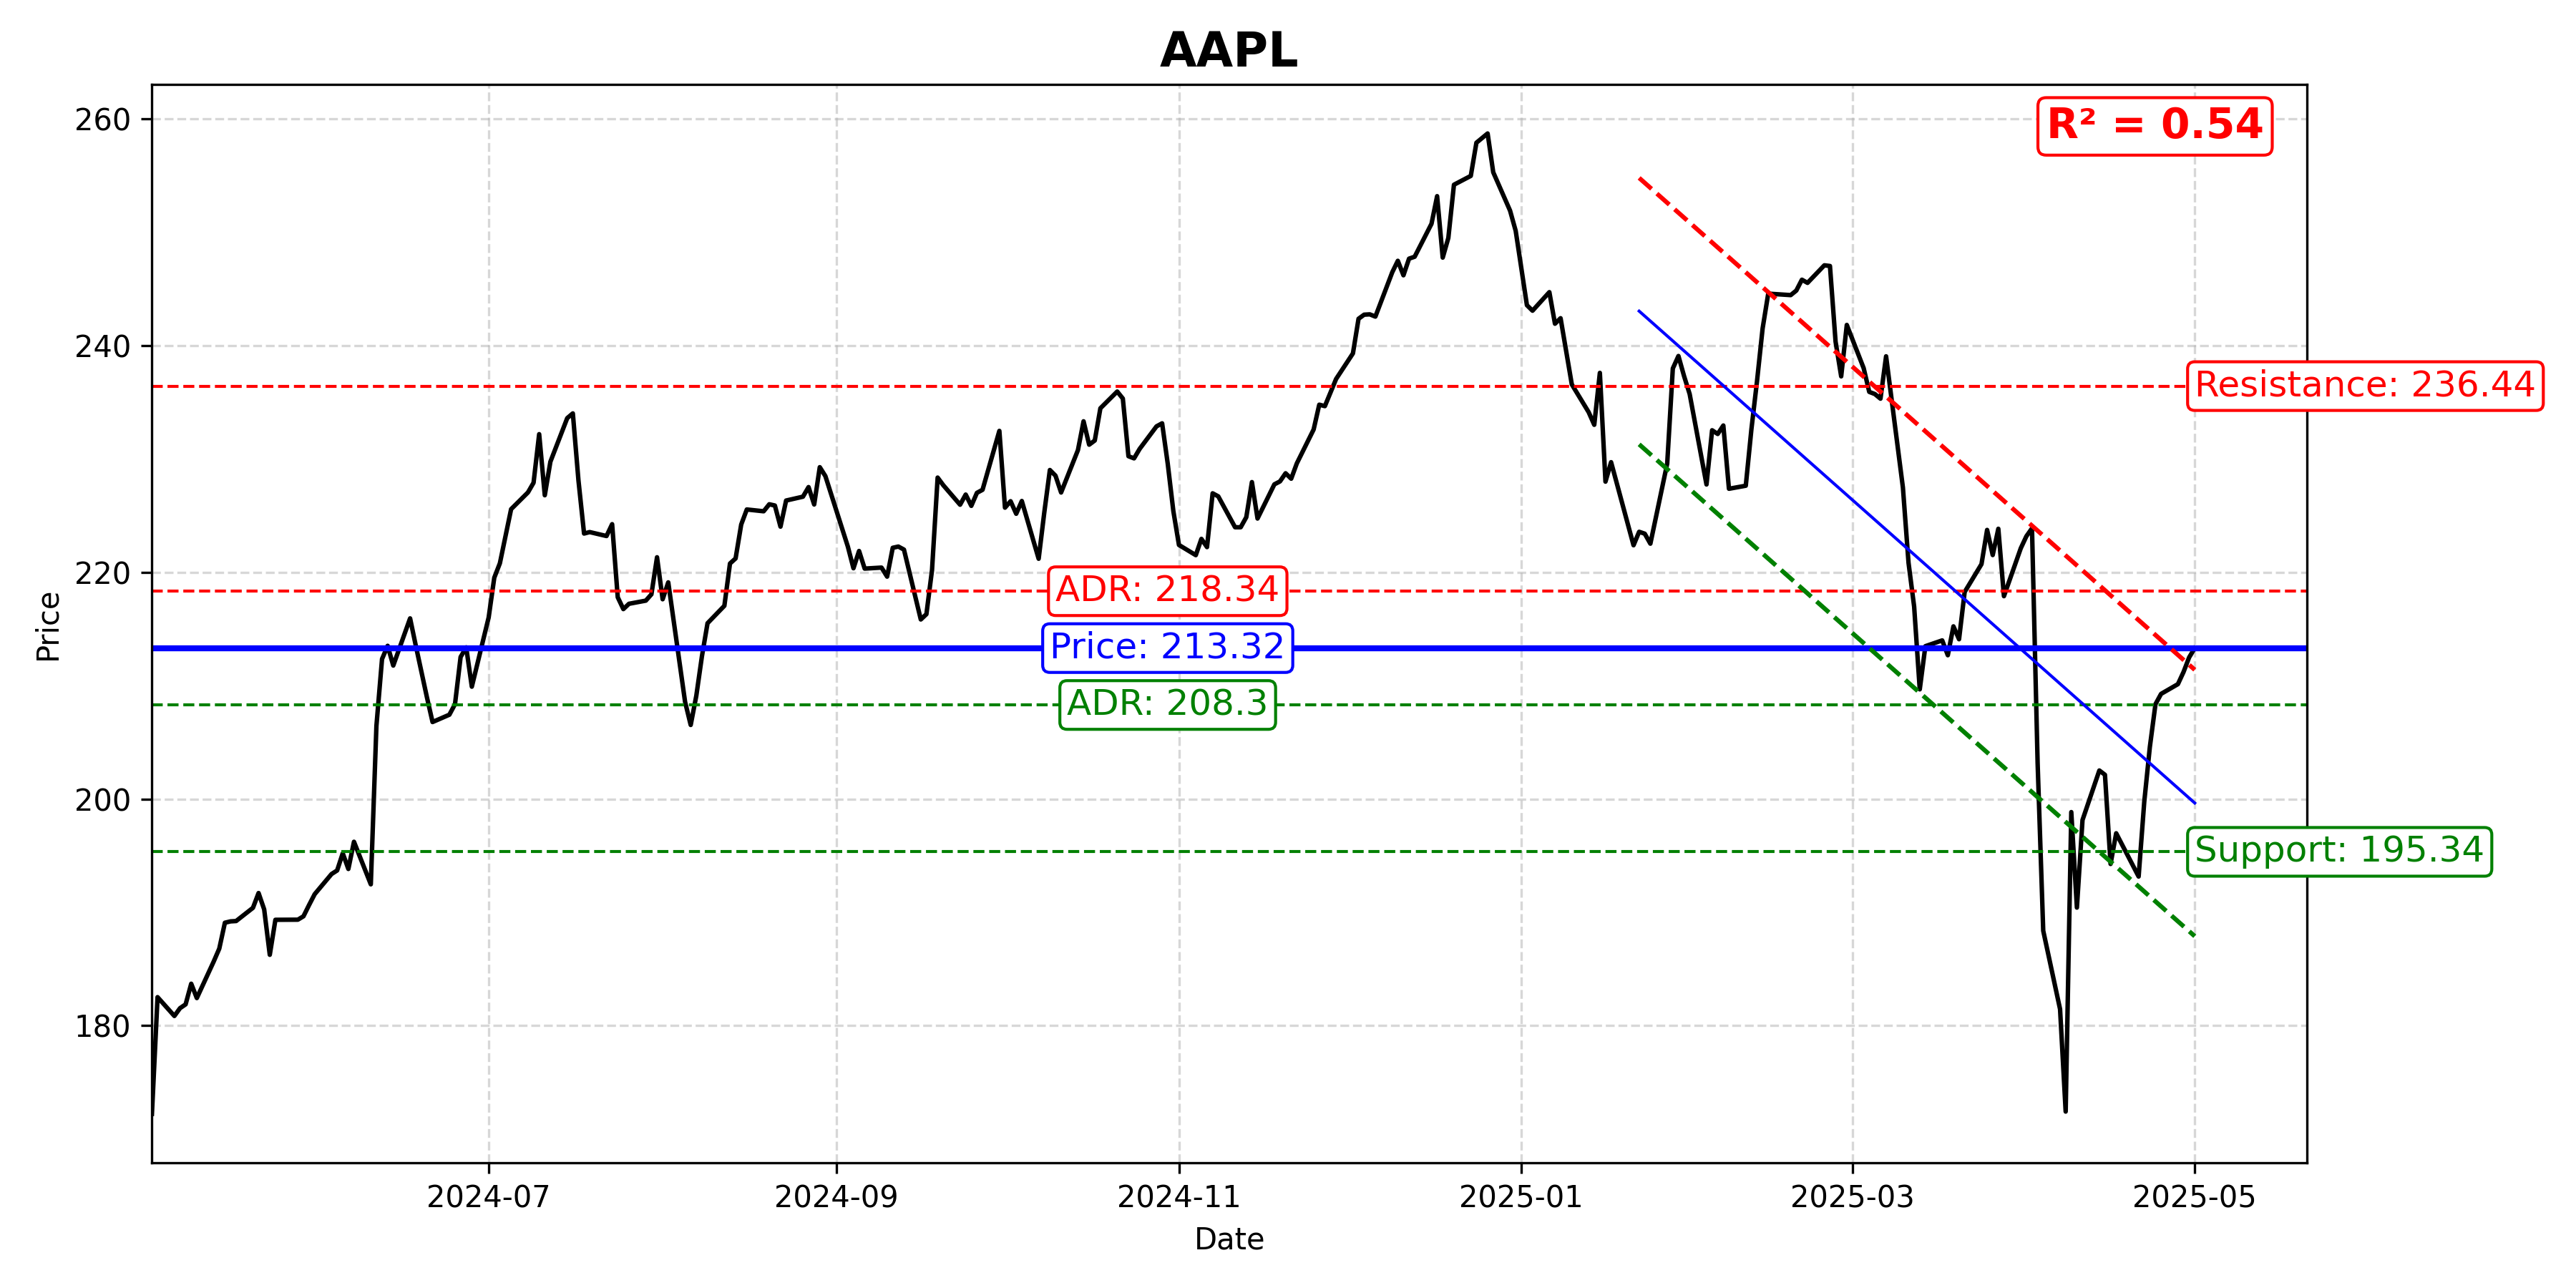 AAPL
R² = 0.54
260
240
220
200
180
Price
Resistance: 236.44
ADR: 218.34
Price: 213.32
ADR: 208.3
Support: 195.34
2024-07
2024-09
2024-11
2025-01
2025-03
2025-05
Date